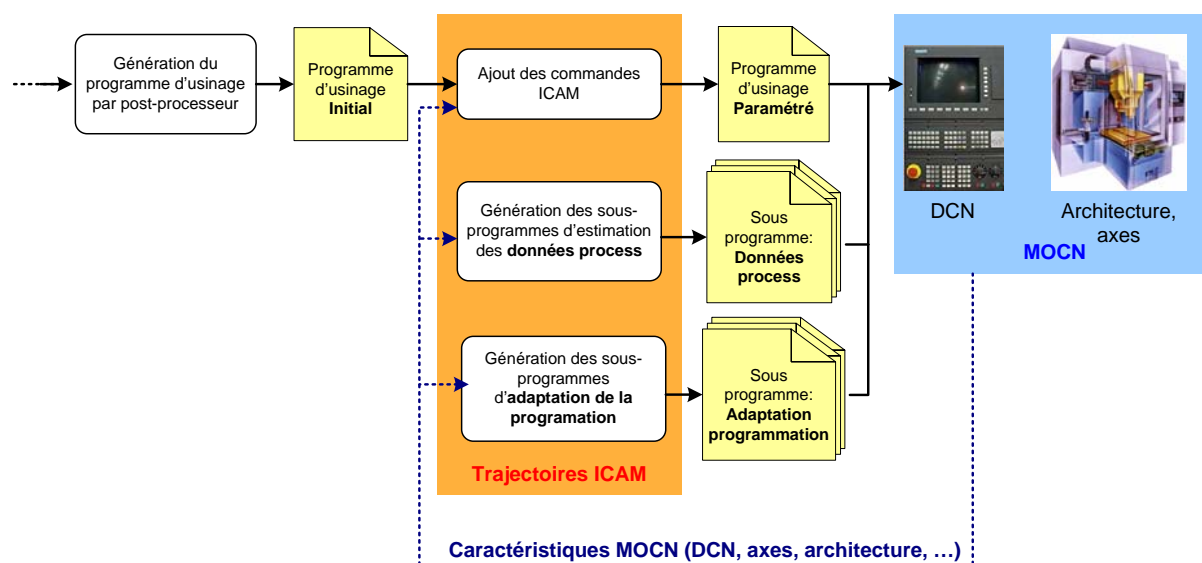 Génération du
programme d'usinage
par post-processeur
Programme
d'usinage
Initial
Ajout des commandes
ICAM
Programme
d'usinage
Paramétré
Génération des sous-
programmes d'estimation
des données process
Sous
programme:
Données
process
Génération des sous-
programmes
d'adaptation de la
programation
Sous
programme:
Adaptation
programmation
Trajectoires ICAM
DCN
Architecture,
axes
MOCN
Caractéristiques MOCN (DCN, axes, architecture, …)